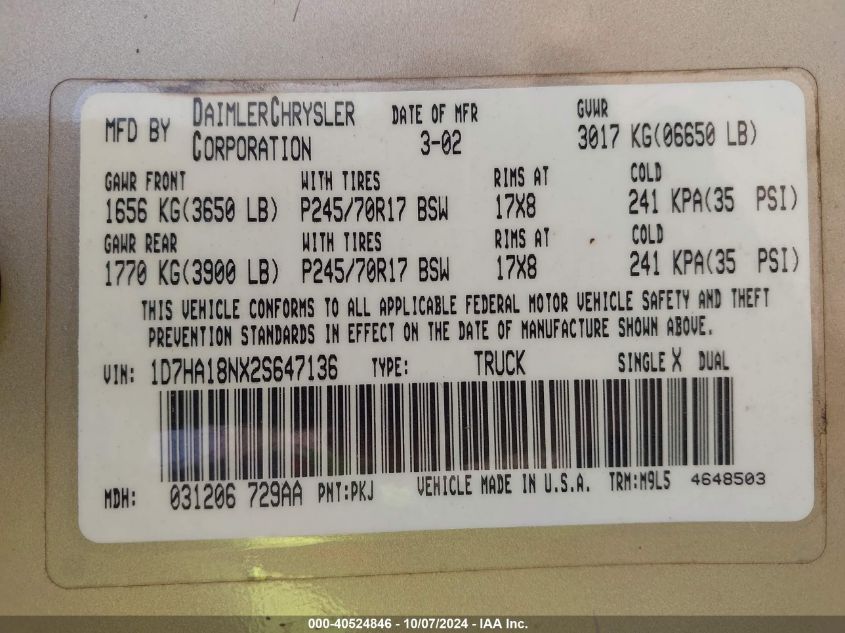 MFD BY DAIMLERCHRYSLER CORPORATION DATE OF MFR 3-02 GVWR 3017 KG(06650 LB)
GAWR FRONT WITH TIRES RIMS AT COLD
1656 KG(3650 LB) P245/70R17 BSW 17X8 241 KPA(35 PSI)
GAWR REAR WITH TIRES RIMS AT COLD
1770 KG(3900 LB) P245/70R17 BSW 17X8 241 KPA(35 PSI)
THIS VEHICLE CONFORMS TO ALL APPLICABLE FEDERAL MOTOR VEHICLE SAFETY AND THEFT
PREVENTION STANDARDS IN EFFECT ON THE DATE OF MANUFACTURE SHOWN ABOVE.
VIN: 1D7HA18NX2S647136 TYPE: TRUCK SINGLE X DUAL
MDH: 031206 729AA PNT:PKJ VEHICLE MADE IN U.S.A. TRM:M9L5 4648503
000-40524846 - 10/07/2024 - IAA Inc.